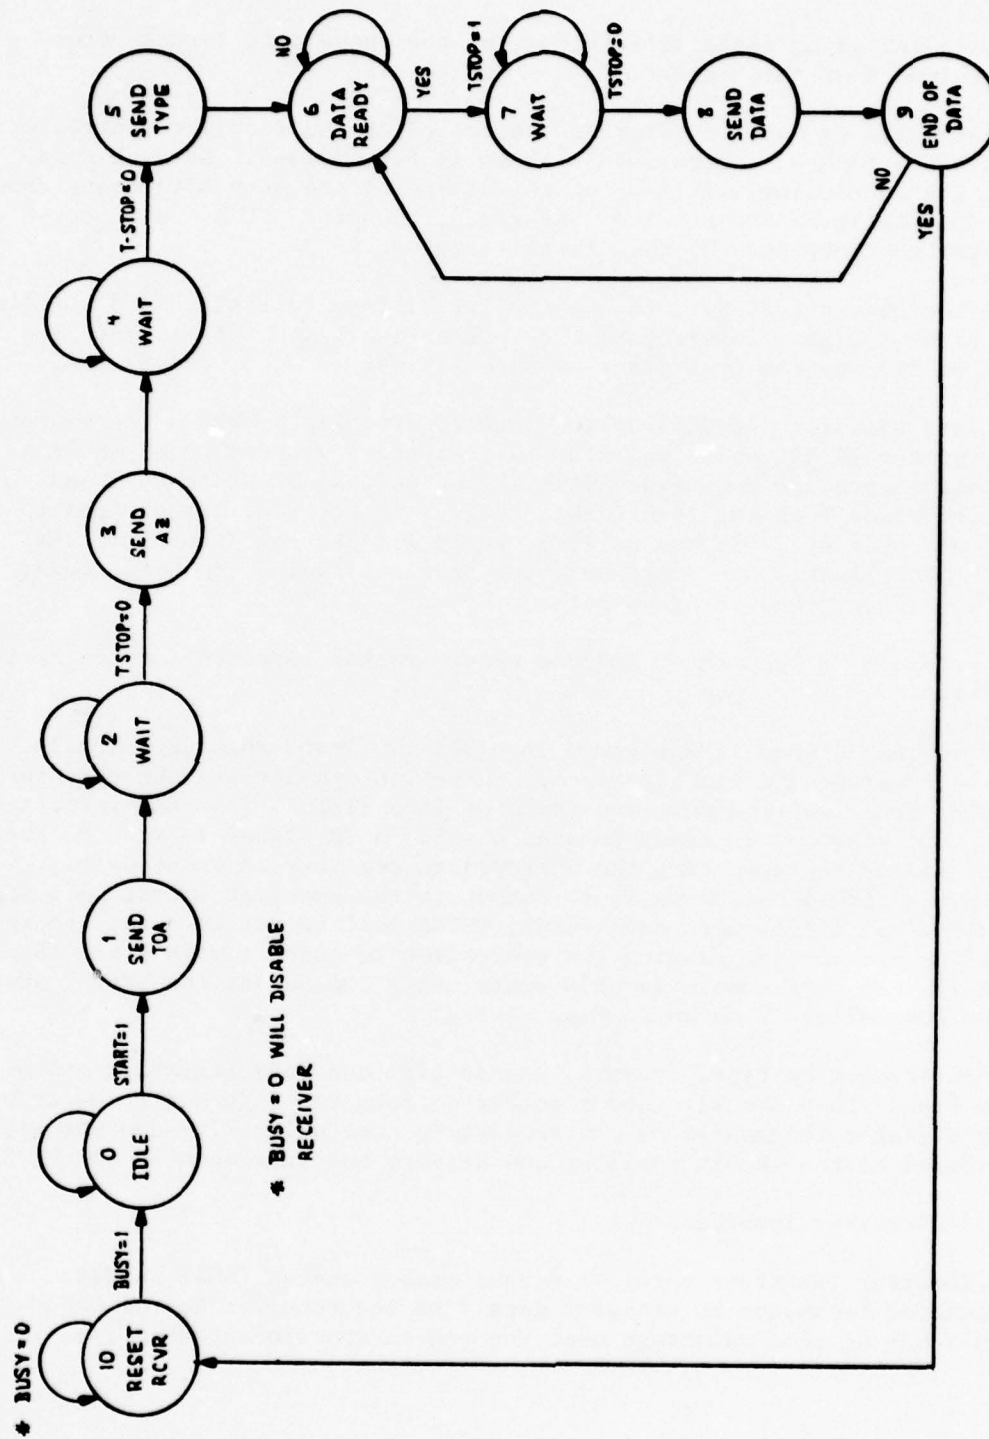 * BUSY = 0
10
RESET
RCVR
BUSY=1
0
IDLE
START=1
1
SEND
TOA
2
WAIT
TSTOP=0
3
SEND
AZ
4
WAIT
T-STOP=0
5
SEND
TYPE
NO
6
DATA
READY
YES
TSTOP=1
7
WAIT
TSTOP=0
8
SEND
DATA
9
END OF
DATA
NO
YES
* BUSY = 0 WILL DISABLE
RECEIVER